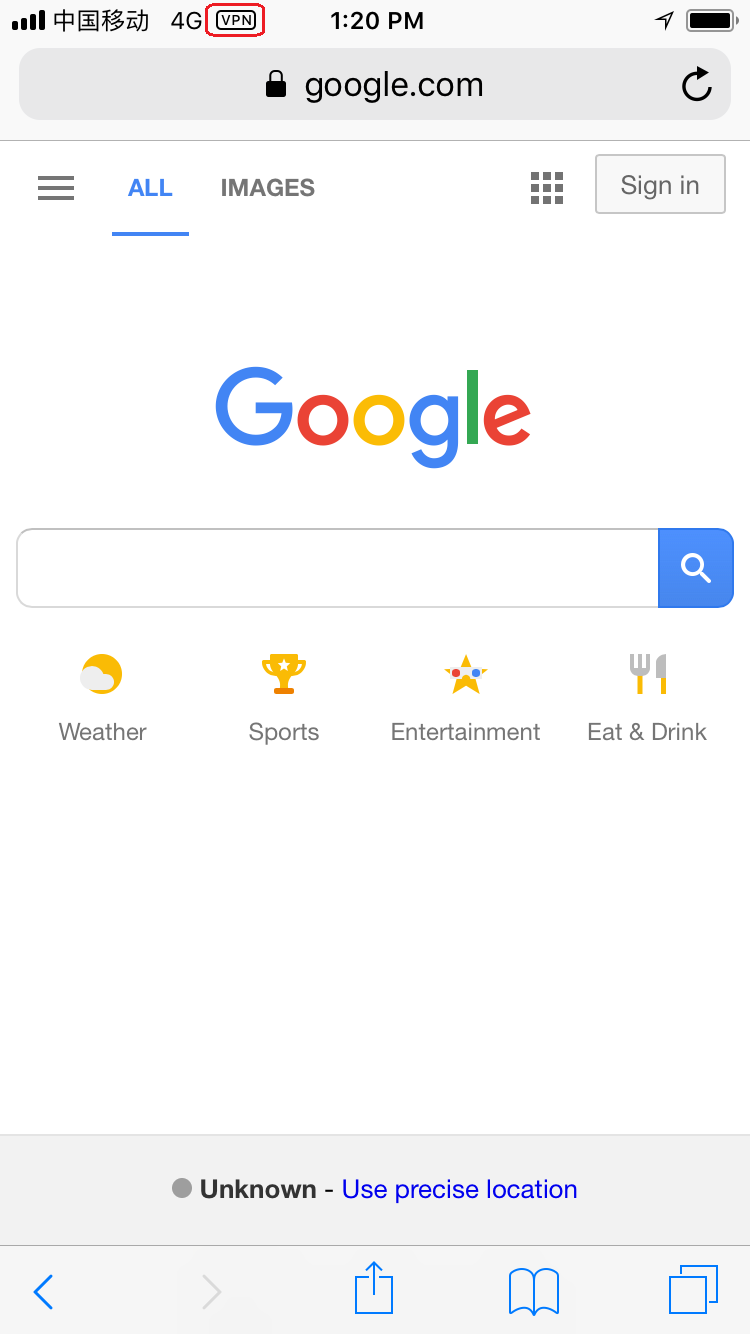 中国移动 4G VPN 1:20 PM
google.com
ALL IMAGES Sign in
Google
Weather Sports Entertainment Eat & Drink
Unknown - Use precise location